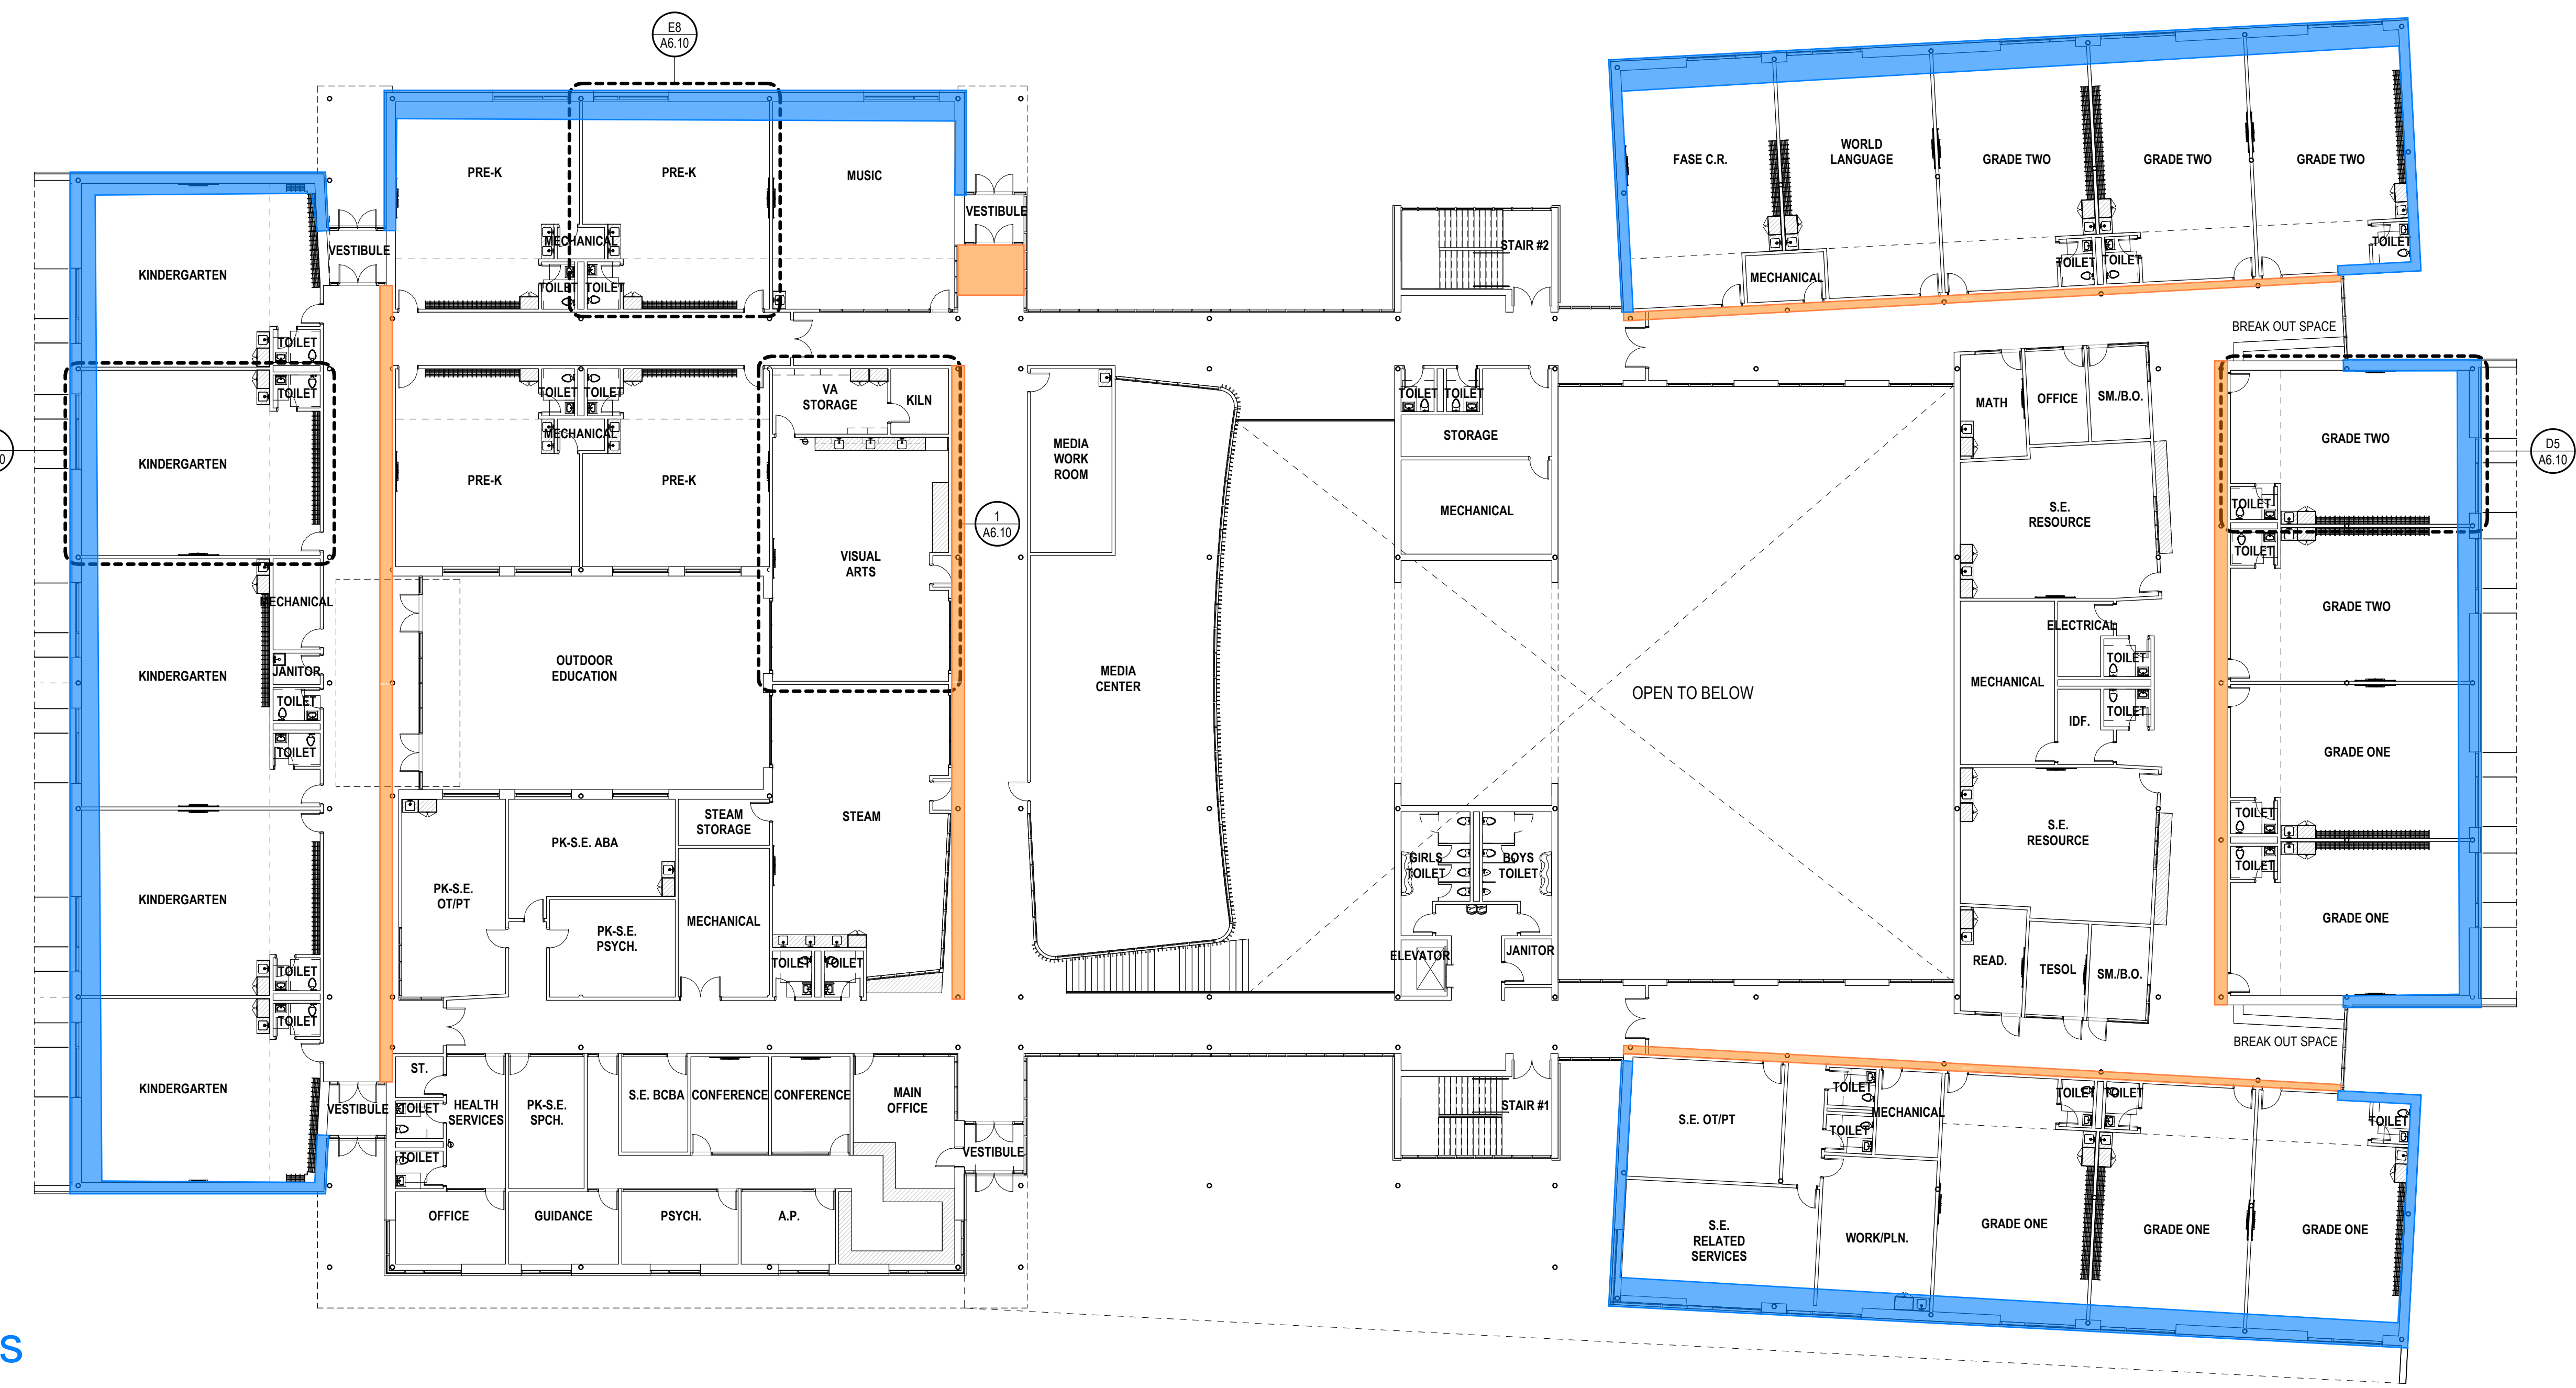 E8
A6.10
PRE-K
PRE-K
MUSIC
VESTIBULE
VESTIBULE
MECHANICAL
TOILET
TOILET
STAIR #2
FASE C.R.
WORLD
LANGUAGE
GRADE TWO
GRADE TWO
GRADE TWO
MECHANICAL
TOILET
TOILET
TOILET
BREAK OUT SPACE
KINDERGARTEN
TOILET
TOILET
KINDERGARTEN
MECHANICAL
JANITOR
TOILET
TOILET
KINDERGARTEN
KINDERGARTEN
TOILET
TOILET
KINDERGARTEN
VESTIBULE
TOILET
TOILET
MECHANICAL
PRE-K
PRE-K
VA
STORAGE
KILN
VISUAL
ARTS
1
A6.10
OUTDOOR
EDUCATION
STEAM
STEAM
STORAGE
PK-S.E. ABA
PK-S.E.
OT/PT
PK-S.E.
PSYCH.
MECHANICAL
TOILET
TOILET
MEDIA
WORK
ROOM
MEDIA
CENTER
TOILET
TOILET
STORAGE
MECHANICAL
OPEN TO BELOW
GIRLS
TOILET
BOYS
TOILET
ELEVATOR
JANITOR
MATH
OFFICE
SM./B.O.
S.E.
RESOURCE
ELECTRICAL
TOILET
MECHANICAL
IDF.
TOILET
S.E.
RESOURCE
READ.
TESOL
SM./B.O.
GRADE TWO
D5
A6.10
TOILET
TOILET
GRADE TWO
GRADE ONE
TOILET
TOILET
GRADE ONE
BREAK OUT SPACE
ST.
TOILET
TOILET
HEALTH
SERVICES
PK-S.E.
SPCH.
S.E. BCBA
CONFERENCE
CONFERENCE
MAIN
OFFICE
VESTIBULE
OFFICE
GUIDANCE
PSYCH.
A.P.
STAIR #1
S.E. OT/PT
TOILET
TOILET
MECHANICAL
TOILET
TOILET
TOILET
S.E.
RELATED
SERVICES
WORK/PLN.
GRADE ONE
GRADE ONE
GRADE ONE